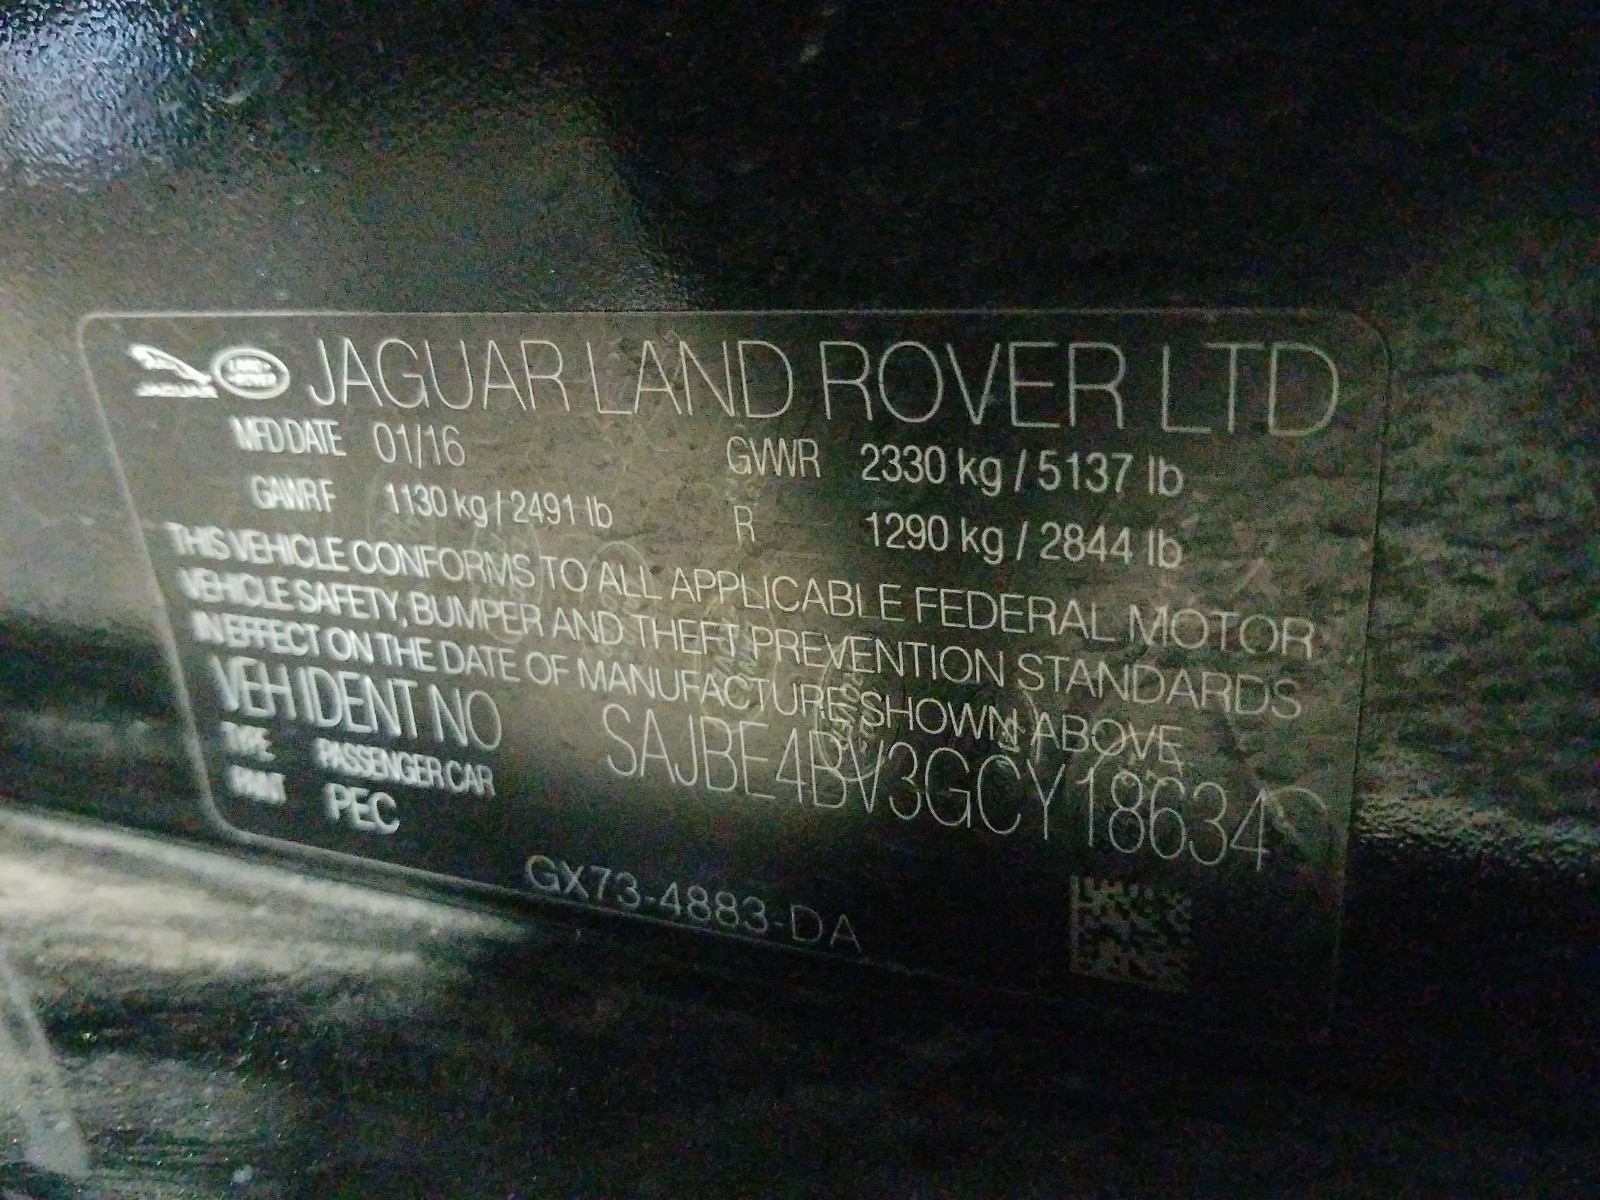 JAGUAR LAND ROVER JAGUAR LAND ROVER LTD
MFD DATE 01/16 GVWR 2330 kg / 5137 lb
GAWR F 1130 kg / 2491 lb R 1290 kg / 2844 lb
THIS VEHICLE CONFORMS TO ALL APPLICABLE FEDERAL MOTOR
VEHICLE SAFETY, BUMPER AND THEFT PREVENTION STANDARDS
IN EFFECT ON THE DATE OF MANUFACTURE SHOWN ABOVE
VEH IDENT NO SAJBE4BV3GCY18634
TYPE PASSENGER CAR
PAINT PEC
GX73-4883-DA